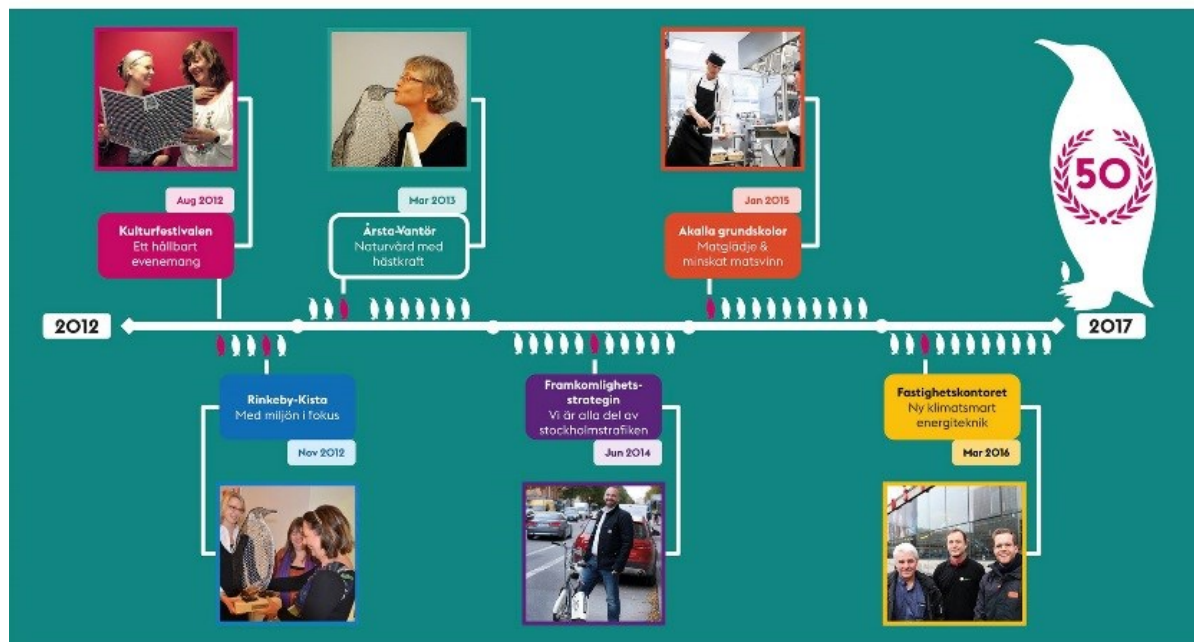 Aug 2012
Kulturfestivalen
Ett hållbart
evenemang
Mar 2013
Årsta-Vantör
Naturvård med
hästkraft
Jan 2015
Akalla grundskolor
Matglädje &
minskat matsvinn
50
2012
2017
Rinkeby-Kista
Med miljön i fokus
Nov 2012
Framkomlighets-
strategin
Vi är alla del av
stockholmstrafiken
Jun 2014
Fastighetskontoret
Ny klimatsmart
energiteknik
Mar 2016